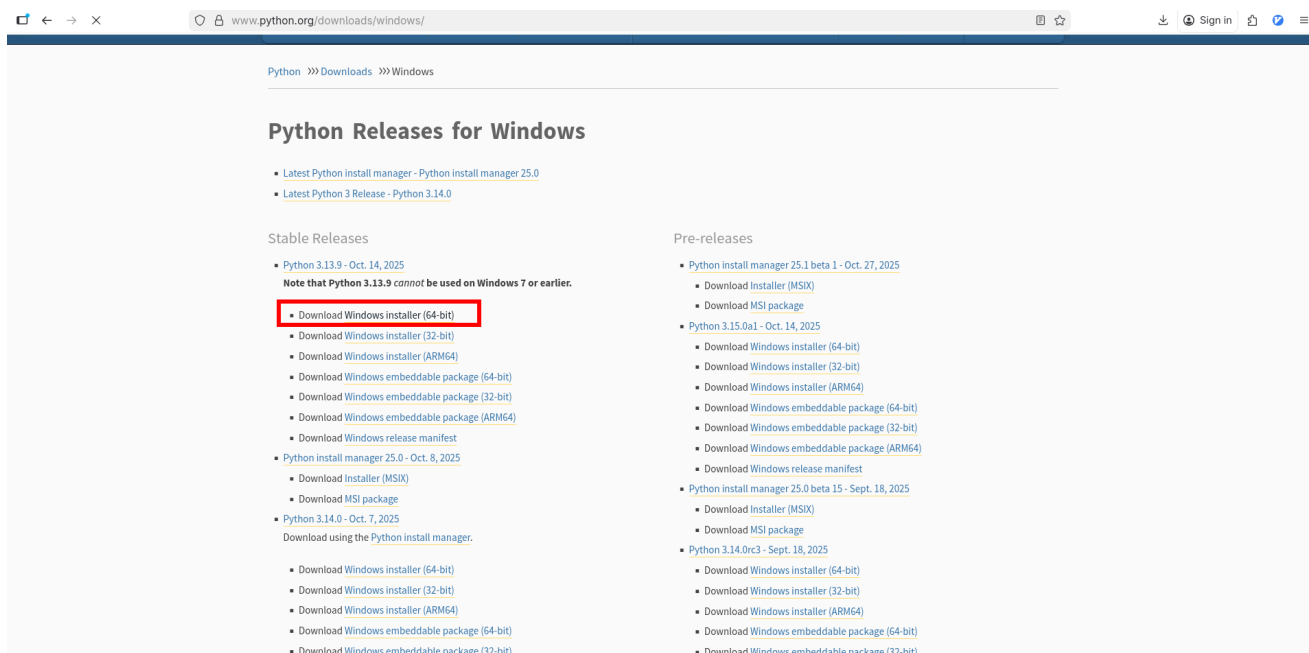 www.python.org/downloads/windows/
Sign in
Python >>> Downloads >>> Windows
Python Releases for Windows
Latest Python install manager - Python install manager 25.0
Latest Python 3 Release - Python 3.14.0
Stable Releases
Python 3.13.9 - Oct. 14, 2025
Note that Python 3.13.9 cannot be used on Windows 7 or earlier.
Download Windows installer (64-bit)
Download Windows installer (32-bit)
Download Windows installer (ARM64)
Download Windows embeddable package (64-bit)
Download Windows embeddable package (32-bit)
Download Windows embeddable package (ARM64)
Download Windows release manifest
Python install manager 25.0 - Oct. 8, 2025
Download Installer (MSIX)
Download MSI package
Python 3.14.0 - Oct. 7, 2025
Download using the Python install manager.
Download Windows installer (64-bit)
Download Windows installer (32-bit)
Download Windows installer (ARM64)
Download Windows embeddable package (64-bit)
Download Windows embeddable package (32-bit)
Pre-releases
Python install manager 25.1 beta 1 - Oct. 27, 2025
Download Installer (MSIX)
Download MSI package
Python 3.15.0a1 - Oct. 14, 2025
Download Windows installer (64-bit)
Download Windows installer (32-bit)
Download Windows installer (ARM64)
Download Windows embeddable package (64-bit)
Download Windows embeddable package (32-bit)
Download Windows embeddable package (ARM64)
Download Windows release manifest
Python install manager 25.0 beta 15 - Sept. 18, 2025
Download Installer (MSIX)
Download MSI package
Python 3.14.0rc3 - Sept. 18, 2025
Download Windows installer (64-bit)
Download Windows installer (32-bit)
Download Windows installer (ARM64)
Download Windows embeddable package (64-bit)
Download Windows embeddable package (32-bit)